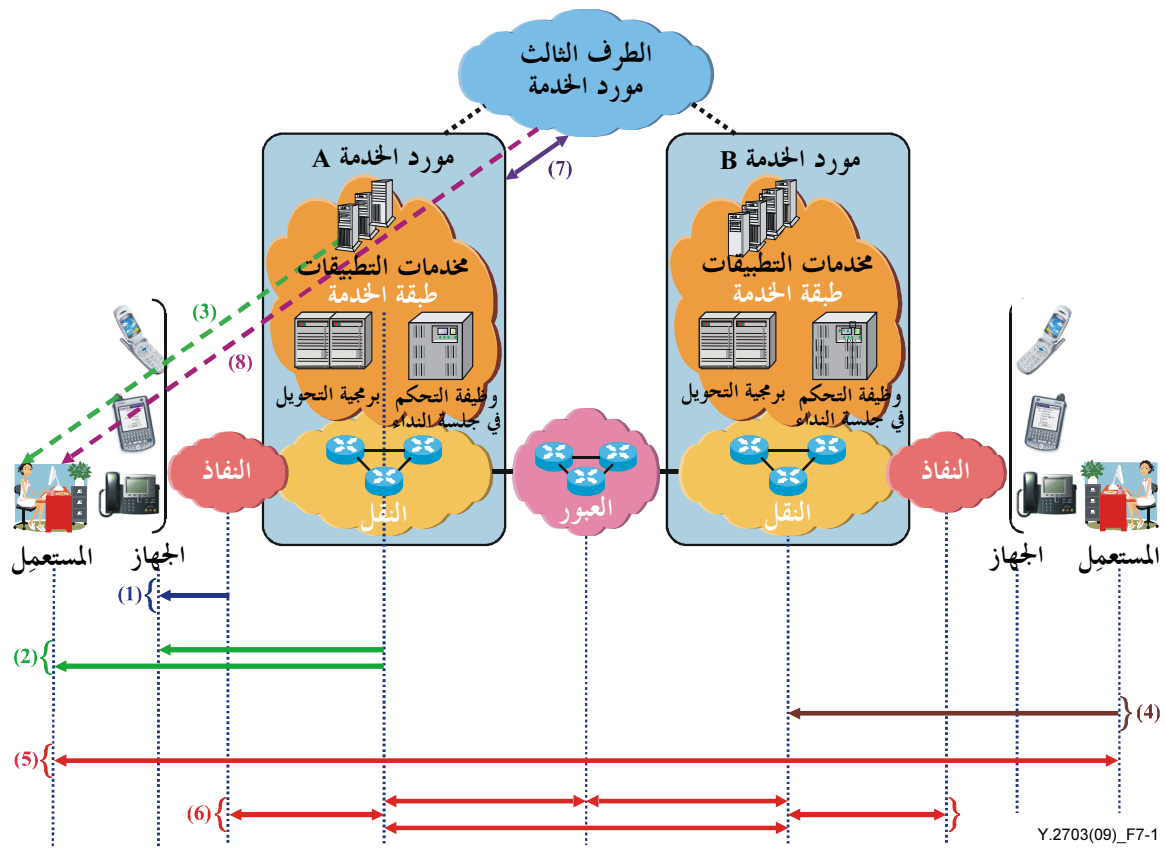 الطرف الثالث
مورد الخدمة
مورد الخدمة A
مورد الخدمة B
(7)
مخدمات التطبيقات
طبقة الخدمة
مخدمات التطبيقات
طبقة الخدمة
(3)
(8)
برمجية التحويل
وظيفة التحكم
في جلسة النداء
برمجية التحويل
وظيفة التحكم
في جلسة النداء
النفاذ
النقل
العبور
النقل
النفاذ
المستعمِل
الجهاز
الجهاز
المستعمِل
(1)
(2)
(4)
(5)
(6)
Y.2703(09)_F7-1